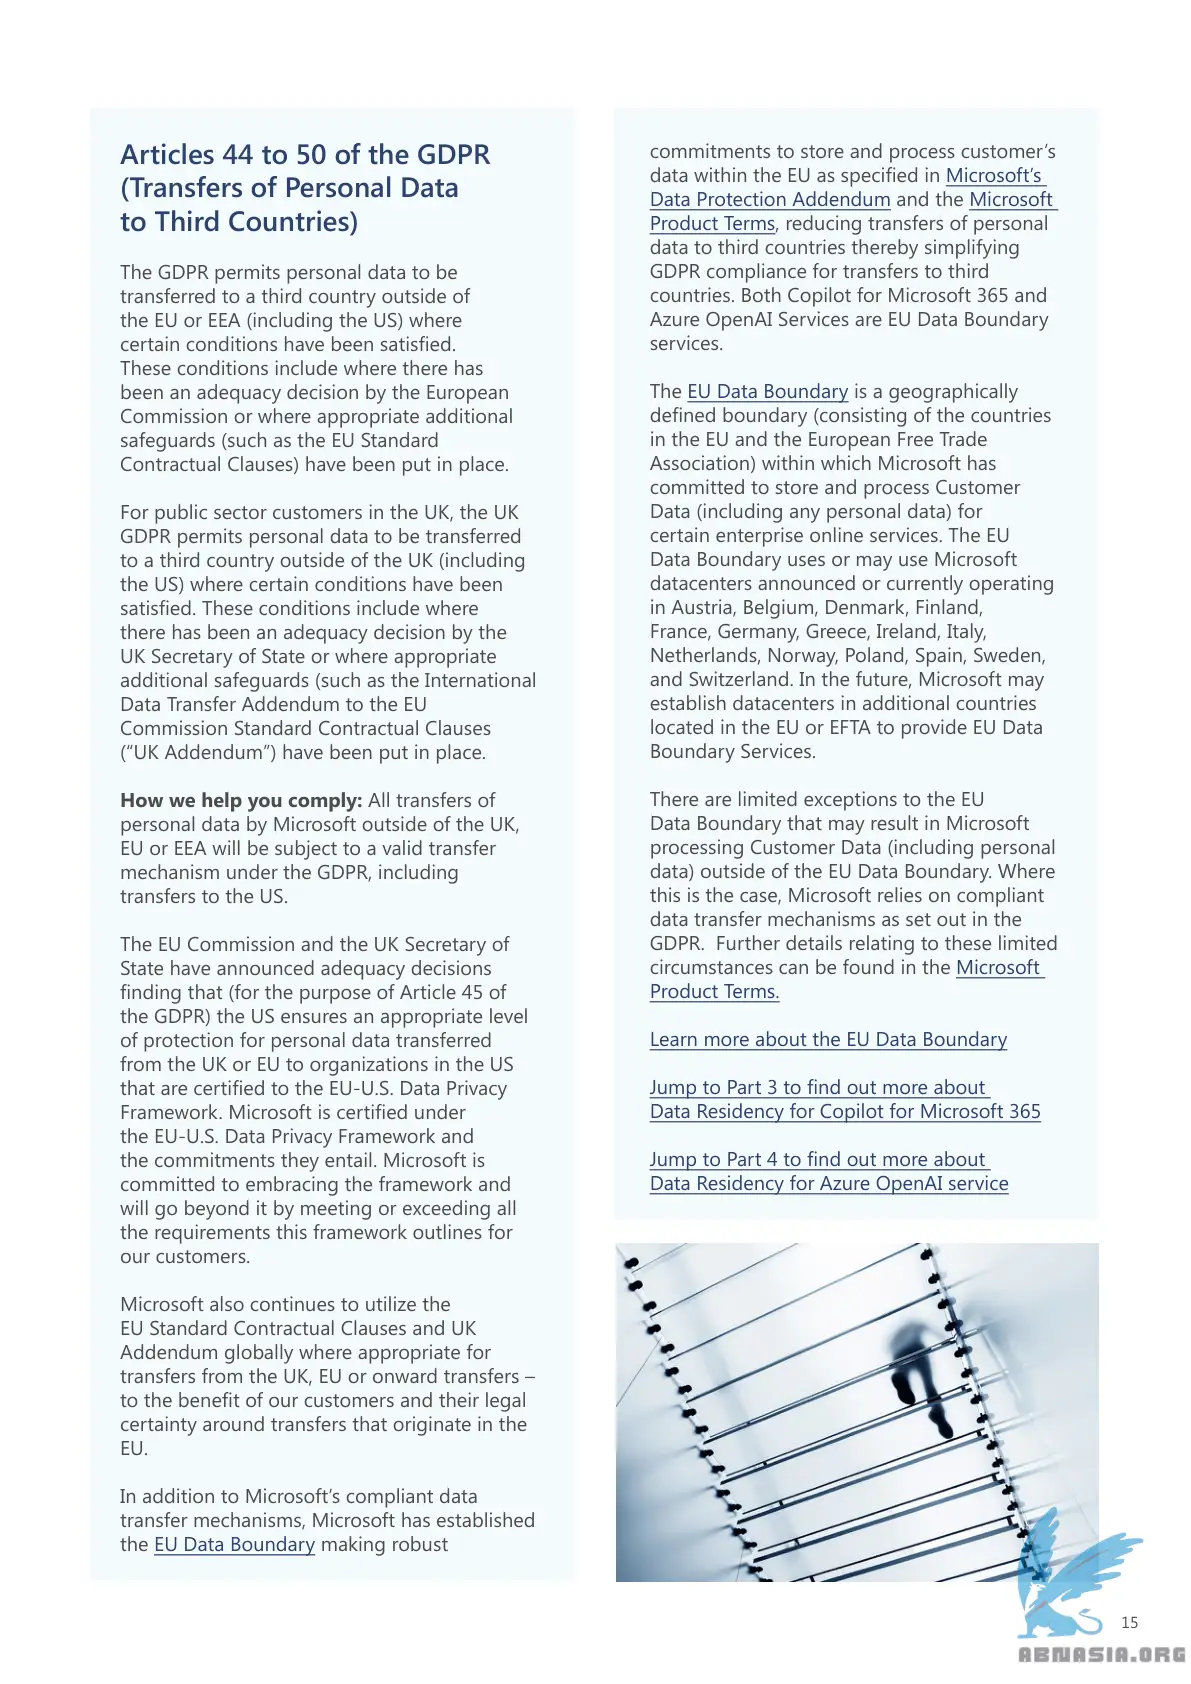 Articles 44 to 50 of the GDPR
(Transfers of Personal Data
to Third Countries)
The GDPR permits personal data to be
transferred to a third country outside of
the EU or EEA (including the US) where
certain conditions have been satisfied.
These conditions include where there has
been an adequacy decision by the European
Commission or where appropriate additional
safeguards (such as the EU Standard
Contractual Clauses) have been put in place.
For public sector customers in the UK, the UK
GDPR permits personal data to be transferred
to a third country outside of the UK (including
the US) where certain conditions have been
satisfied. These conditions include where
there has been an adequacy decision by the
UK Secretary of State or where appropriate
additional safeguards (such as the International
Data Transfer Addendum to the EU
Commission Standard Contractual Clauses
(“UK Addendum”) have been put in place.
How we help you comply: All transfers of
personal data by Microsoft outside of the UK,
EU or EEA will be subject to a valid transfer
mechanism under the GDPR, including
transfers to the US.
The EU Commission and the UK Secretary of
State have announced adequacy decisions
finding that (for the purpose of Article 45 of
the GDPR) the US ensures an appropriate level
of protection for personal data transferred
from the UK or EU to organizations in the US
that are certified to the EU-U.S. Data Privacy
Framework. Microsoft is certified under
the EU-U.S. Data Privacy Framework and
the commitments they entail. Microsoft is
committed to embracing the framework and
will go beyond it by meeting or exceeding all
the requirements this framework outlines for
our customers.
Microsoft also continues to utilize the
EU Standard Contractual Clauses and UK
Addendum globally where appropriate for
transfers from the UK, EU or onward transfers –
to the benefit of our customers and their legal
certainty around transfers that originate in the
EU.
In addition to Microsoft’s compliant data
transfer mechanisms, Microsoft has established
the EU Data Boundary making robust
commitments to store and process customer’s
data within the EU as specified in Microsoft’s
Data Protection Addendum and the Microsoft
Product Terms, reducing transfers of personal
data to third countries thereby simplifying
GDPR compliance for transfers to third
countries. Both Copilot for Microsoft 365 and
Azure OpenAI Services are EU Data Boundary
services.
The EU Data Boundary is a geographically
defined boundary (consisting of the countries
in the EU and the European Free Trade
Association) within which Microsoft has
committed to store and process Customer
Data (including any personal data) for
certain enterprise online services. The EU
Data Boundary uses or may use Microsoft
datacenters announced or currently operating
in Austria, Belgium, Denmark, Finland,
France, Germany, Greece, Ireland, Italy,
Netherlands, Norway, Poland, Spain, Sweden,
and Switzerland. In the future, Microsoft may
establish datacenters in additional countries
located in the EU or EFTA to provide EU Data
Boundary Services.
There are limited exceptions to the EU
Data Boundary that may result in Microsoft
processing Customer Data (including personal
data) outside of the EU Data Boundary. Where
this is the case, Microsoft relies on compliant
data transfer mechanisms as set out in the
GDPR.  Further details relating to these limited
circumstances can be found in the Microsoft
Product Terms.
Learn more about the EU Data Boundary
Jump to Part 3 to find out more about
Data Residency for Copilot for Microsoft 365
Jump to Part 4 to find out more about
Data Residency for Azure OpenAI service
15
ABNASIA.ORG